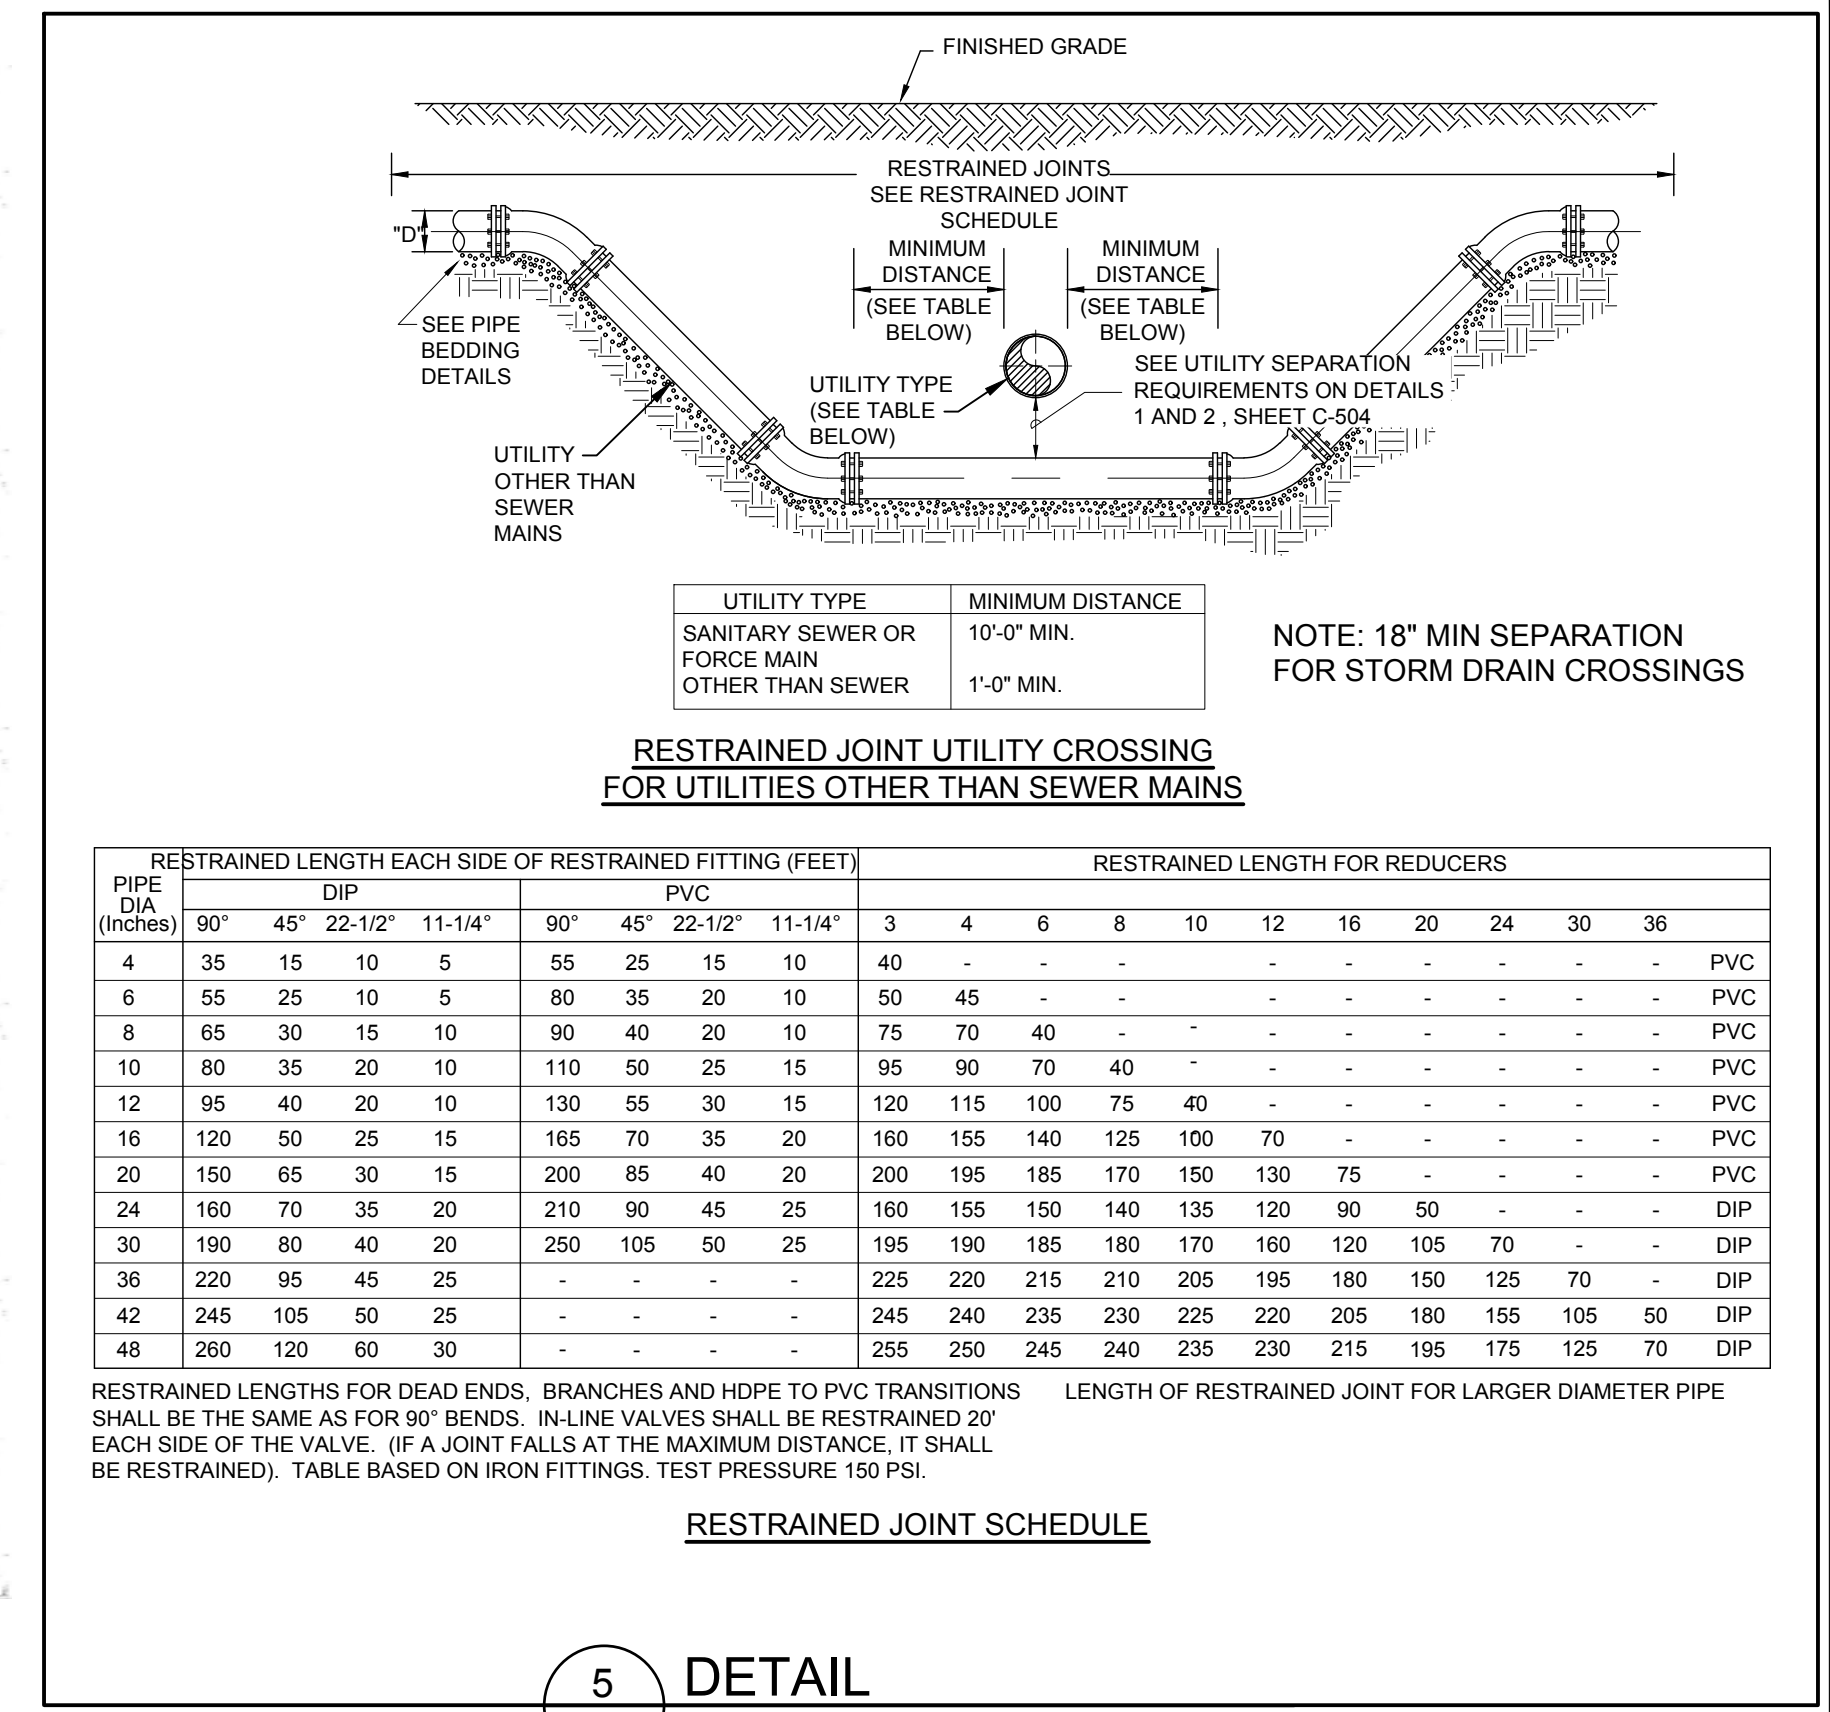 FINISHED GRADE
RESTRAINED JOINTS
SEE RESTRAINED JOINT
SCHEDULE
"D"
MINIMUM
DISTANCE
(SEE TABLE
BELOW)
MINIMUM
DISTANCE
(SEE TABLE
BELOW)
SEE PIPE
BEDDING
DETAILS
UTILITY TYPE
(SEE TABLE
BELOW)
SEE UTILITY SEPARATION
REQUIREMENTS ON DETAILS
1 AND 2 , SHEET C-504
UTILITY
OTHER THAN
SEWER
MAINS
UTILITY TYPE MINIMUM DISTANCE
SANITARY SEWER OR 10'-0" MIN.
FORCE MAIN
OTHER THAN SEWER 1'-0" MIN.
NOTE: 18" MIN SEPARATION
FOR STORM DRAIN CROSSINGS
RESTRAINED JOINT UTILITY CROSSING
FOR UTILITIES OTHER THAN SEWER MAINS
RESTRAINED LENGTH EACH SIDE OF RESTRAINED FITTING (FEET) RESTRAINED LENGTH FOR REDUCERS
PIPE
DIA
(Inches)
DIP PVC
90° 45° 22-1/2° 11-1/4° 90° 45° 22-1/2° 11-1/4° 3 4 6 8 10 12 16 20 24 30 36
4 35 15 10 5 55 25 15 10 40 - - - - - - - - - PVC
6 55 25 10 5 80 35 20 10 50 45 - - - - - - - - PVC
8 65 30 15 10 90 40 20 10 75 70 40 - - - - - - - - PVC
10 80 35 20 10 110 50 25 15 95 90 70 40 - - - - - - - PVC
12 95 40 20 10 130 55 30 15 120 115 100 75 40 - - - - - - PVC
16 120 50 25 15 165 70 35 20 160 155 140 125 100 70 - - - - - PVC
20 150 65 30 15 200 85 40 20 200 195 185 170 150 130 75 - - - - PVC
24 160 70 35 20 210 90 45 25 160 155 150 140 135 120 90 50 - - - DIP
30 190 80 40 20 250 105 50 25 195 190 185 180 170 160 120 105 70 - - DIP
36 220 95 45 25 - - - - 225 220 215 210 205 195 180 150 125 70 - DIP
42 245 105 50 25 - - - - 245 240 235 230 225 220 205 180 155 105 50 DIP
48 260 120 60 30 - - - - 255 250 245 240 235 230 215 195 175 125 70 DIP
RESTRAINED LENGTHS FOR DEAD ENDS, BRANCHES AND HDPE TO PVC TRANSITIONS
SHALL BE THE SAME AS FOR 90° BENDS. IN-LINE VALVES SHALL BE RESTRAINED 20'
EACH SIDE OF THE VALVE. (IF A JOINT FALLS AT THE MAXIMUM DISTANCE, IT SHALL
BE RESTRAINED). TABLE BASED ON IRON FITTINGS. TEST PRESSURE 150 PSI.
LENGTH OF RESTRAINED JOINT FOR LARGER DIAMETER PIPE
RESTRAINED JOINT SCHEDULE
5 DETAIL